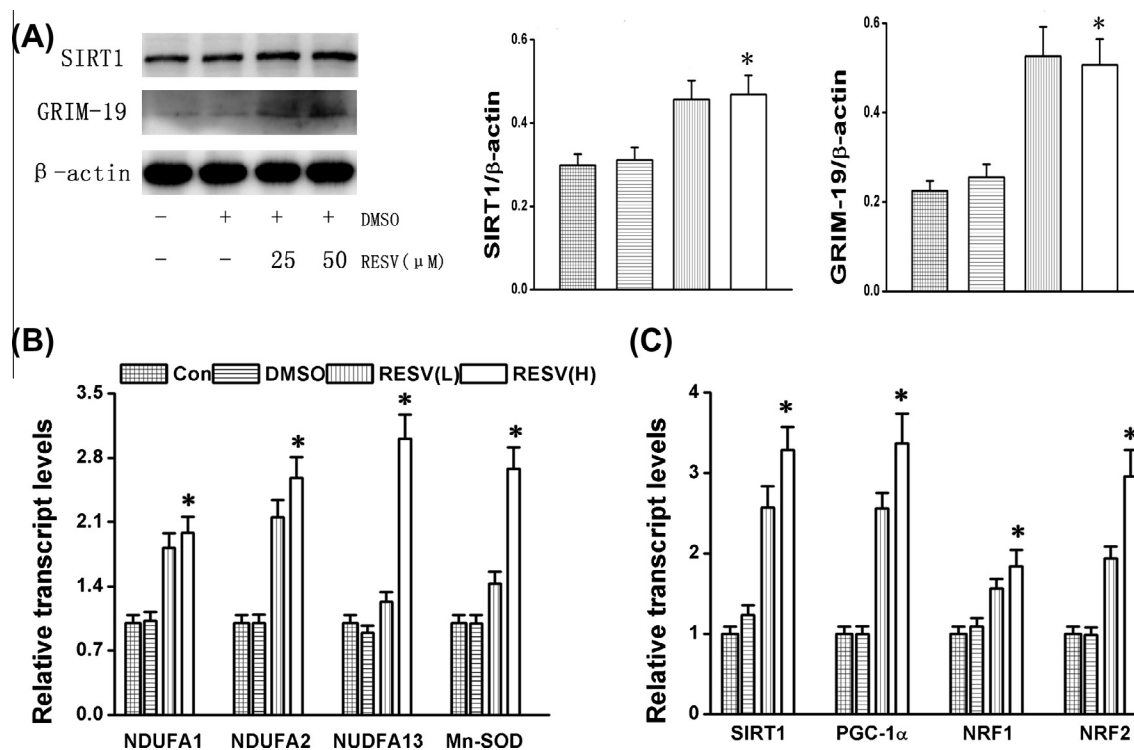 (A)
SIRT1
GRIM-19
β-actin
- + + + DMSO
- - 25 50 RESV(μM)
SIRT1/β-actin
0.6
0.4
0.2
0.0
*
GRIM-19/β-actin
0.6
0.4
0.2
0.0
*
(B)
Con DMSO RESV(L) RESV(H)
Relative transcript levels
3.5
2.8
2.1
1.4
0.7
0.0
* * * *
NDUFA1 NDUFA2 NUDFA13 Mn-SOD
(C)
Relative transcript levels
4
3
2
1
0
* * * *
SIRT1 PGC-1α NRF1 NRF2